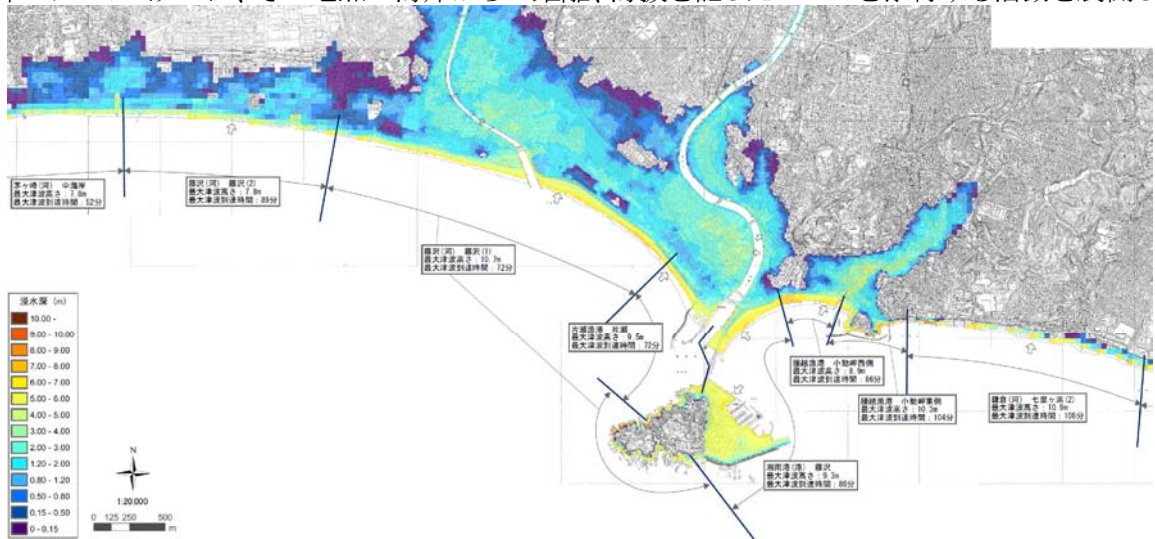 茅ヶ崎(河) 中海岸
最大津波高さ：7.8m
最大津波到達時間：52分
藤沢(河) 藤沢(2)
最大津波高さ：7.8m
最大津波到達時間：89分
藤沢(河) 藤沢(1)
最大津波高さ：10.7m
最大津波到達時間：72分
片瀬漁港 片瀬
最大津波高さ：9.5m
最大津波到達時間：72分
腰越漁港 小動岬西側
最大津波高さ：8.9m
最大津波到達時間：86分
腰越漁港 小動岬東側
最大津波高さ：10.3m
最大津波到達時間：104分
鎌倉(河) 七里ヶ浜(2)
最大津波高さ：10.9m
最大津波到達時間：108分
湘南港(港) 藤沢
最大津波高さ：9.3m
最大津波到達時間：86分
浸水深 (m)
10.00 -
9.00 - 10.00
8.00 - 9.00
7.00 - 8.00
6.00 - 7.00
5.00 - 6.00
4.00 - 5.00
3.00 - 4.00
2.00 - 3.00
1.20 - 2.00
0.80 - 1.20
0.50 - 0.80
0.15 - 0.50
0 - 0.15
N
1:20,000
0 125 250 500
m